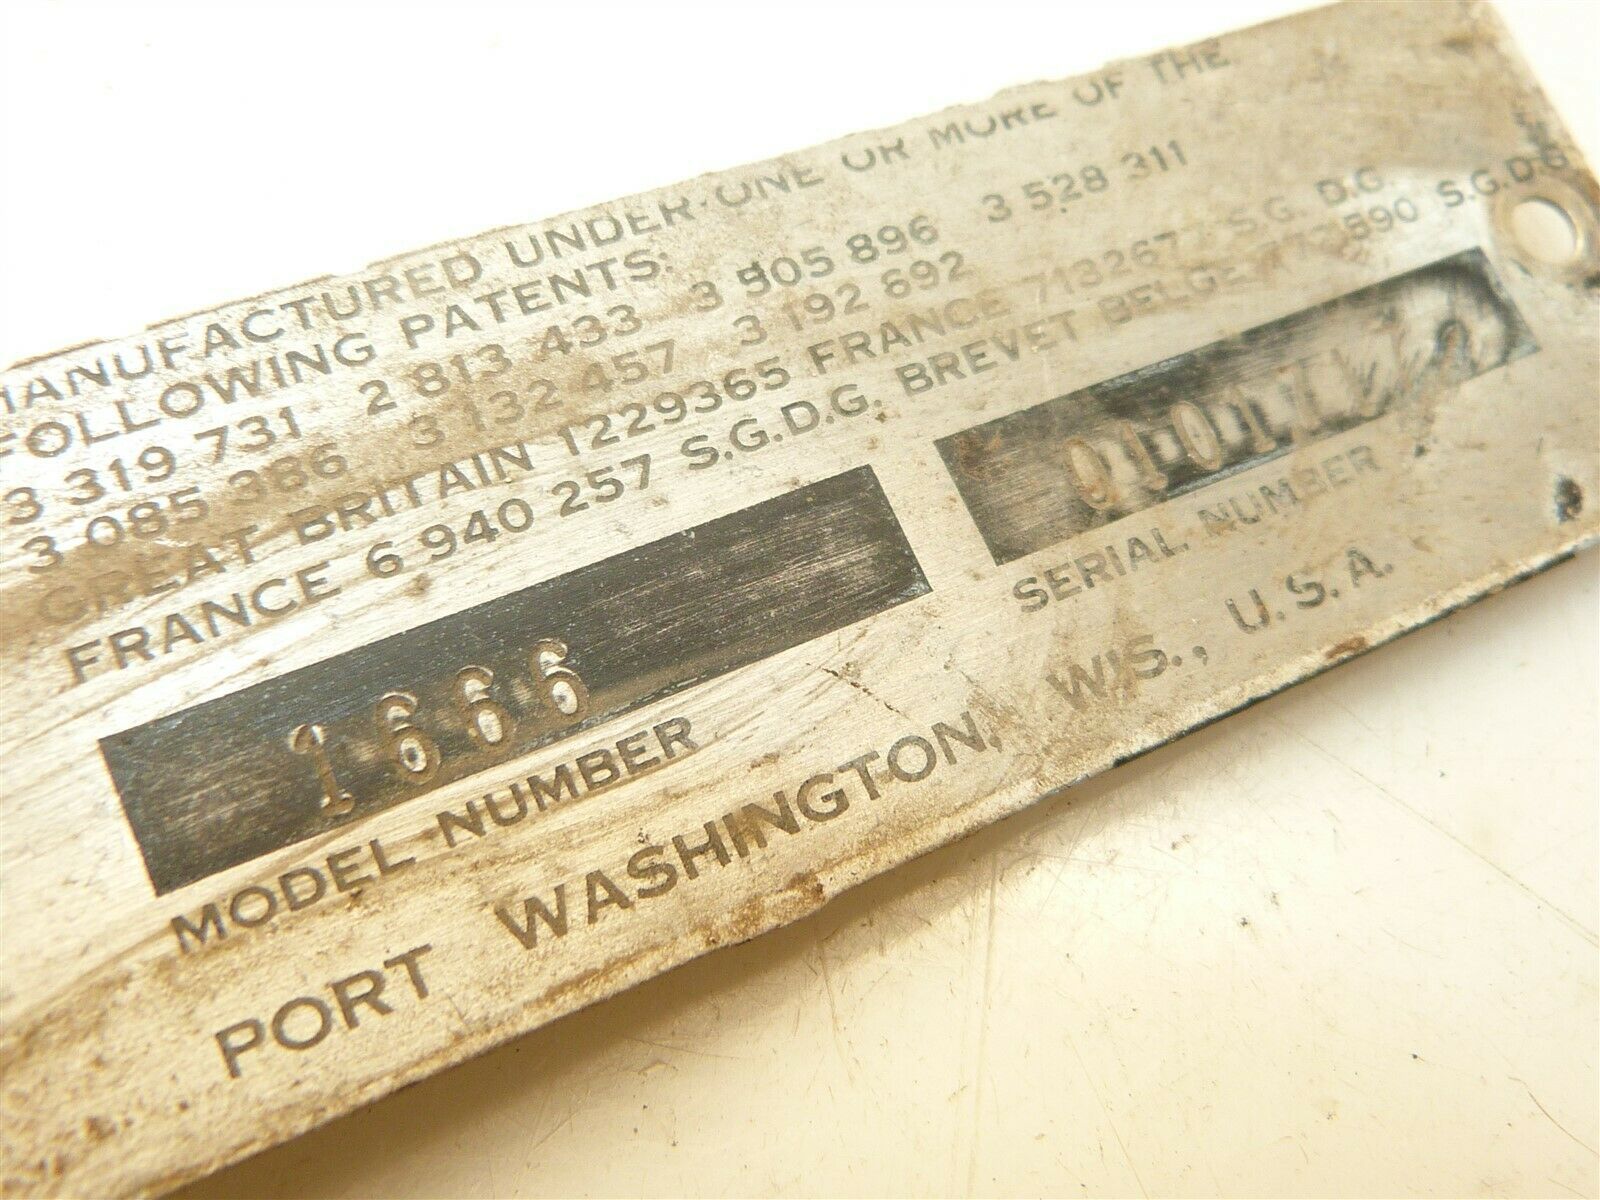 MANUFACTURED UNDER ONE OR MORE OF THE
FOLLOWING PATENTS:
3 319 731 2 813 433 3 505 896 3 528 311
3 085 386 3 132 457 3 192 692
GREAT BRITAIN 1229365 FRANCE 7132677 S.G. D.G.
FRANCE 6 940 257 S.G.D.G. BREVET BELGE 773590 S.G.D.G.
1666
MODEL NUMBER
SERIAL NUMBER
PORT WASHINGTON, WIS., U.S.A.